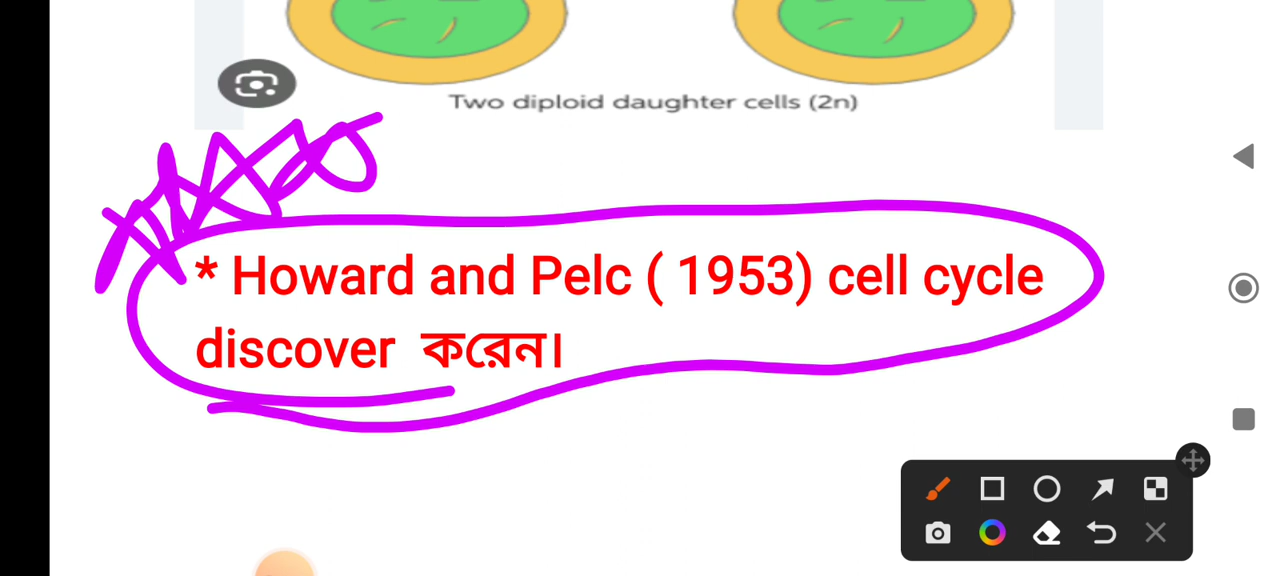 Two diploid daughter cells (2n)
* Howard and Pelc ( 1953) cell cycle
discover করেন।